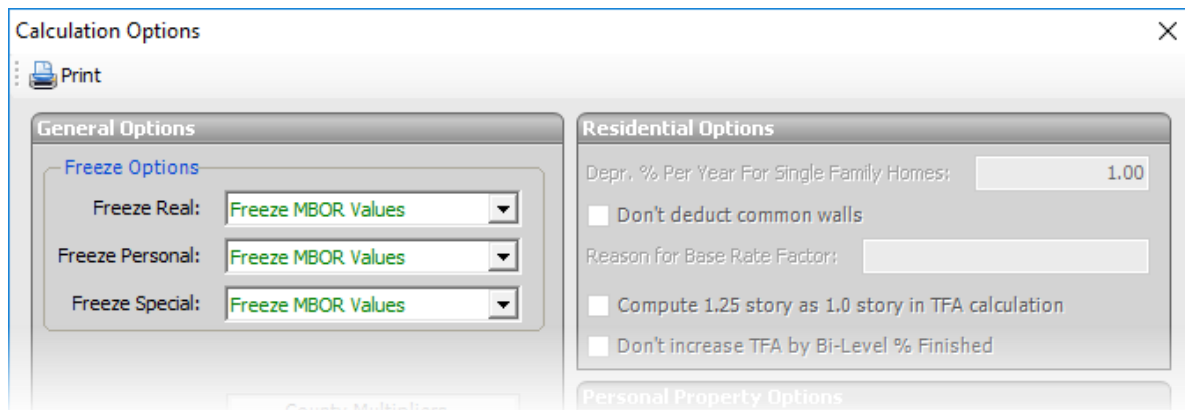 Calculation Options
Print
General Options
Freeze Options
Freeze Real: Freeze MBOR Values
Freeze Personal: Freeze MBOR Values
Freeze Special: Freeze MBOR Values
County Multipliers
Residential Options
Depr. % Per Year For Single Family Homes: 1.00
Don't deduct common walls
Reason for Base Rate Factor:
Compute 1.25 story as 1.0 story in TFA calculation
Don't increase TFA by Bi-Level % Finished
Personal Property Options